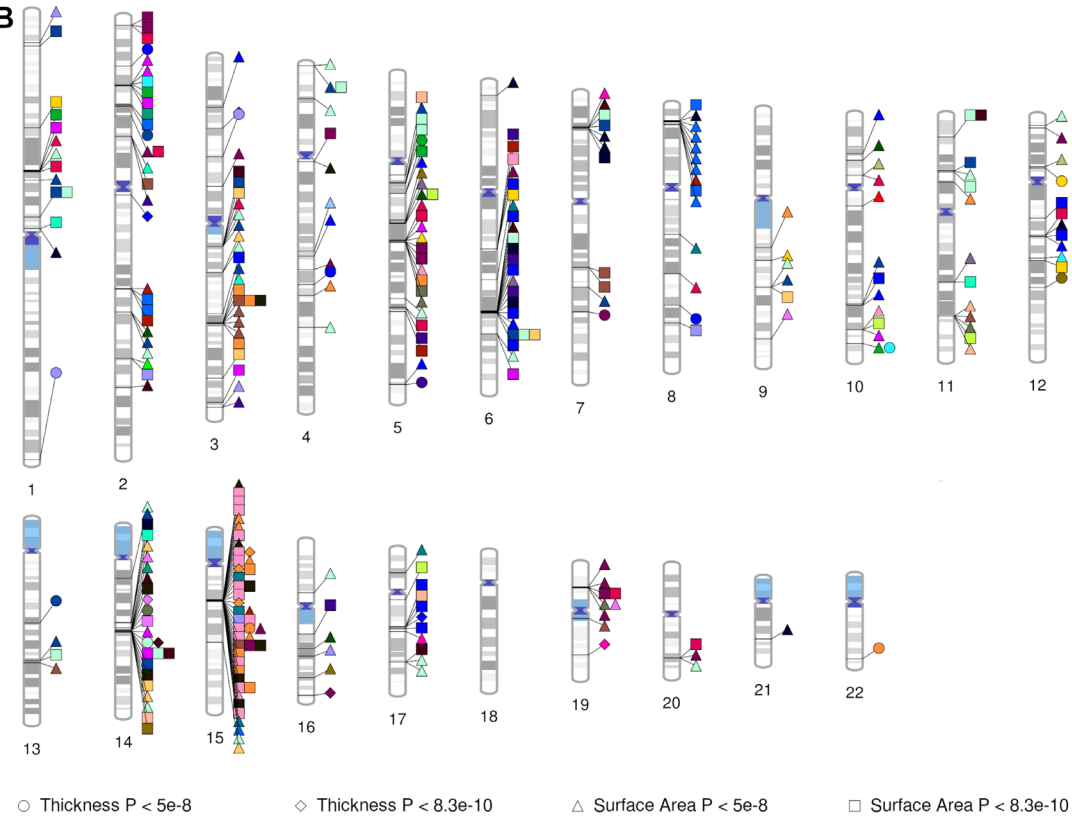 B
1 2 3 4 5 6 7 8 9 10 11 12
13 14 15 16 17 18 19 20 21 22
Thickness P < 5e-8 Thickness P < 8.3e-10 Surface Area P < 5e-8 Surface Area P < 8.3e-10